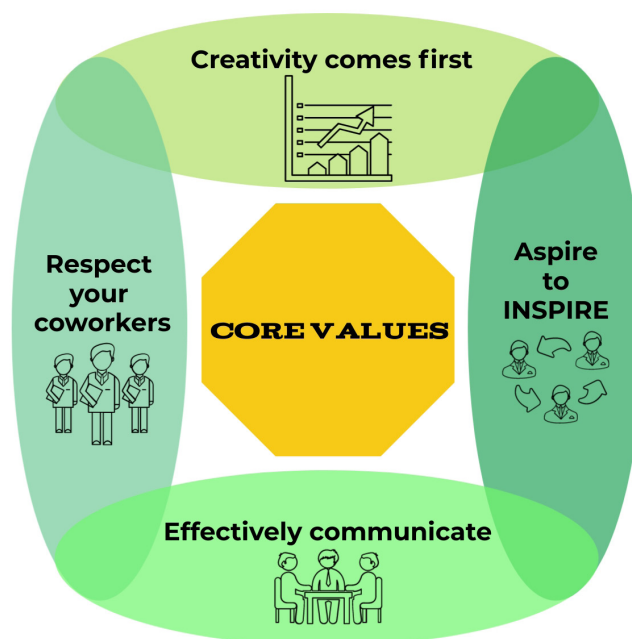 Creativity comes first
Respect
your
coworkers
CORE VALUES
Aspire
to
INSPIRE
Effectively communicate